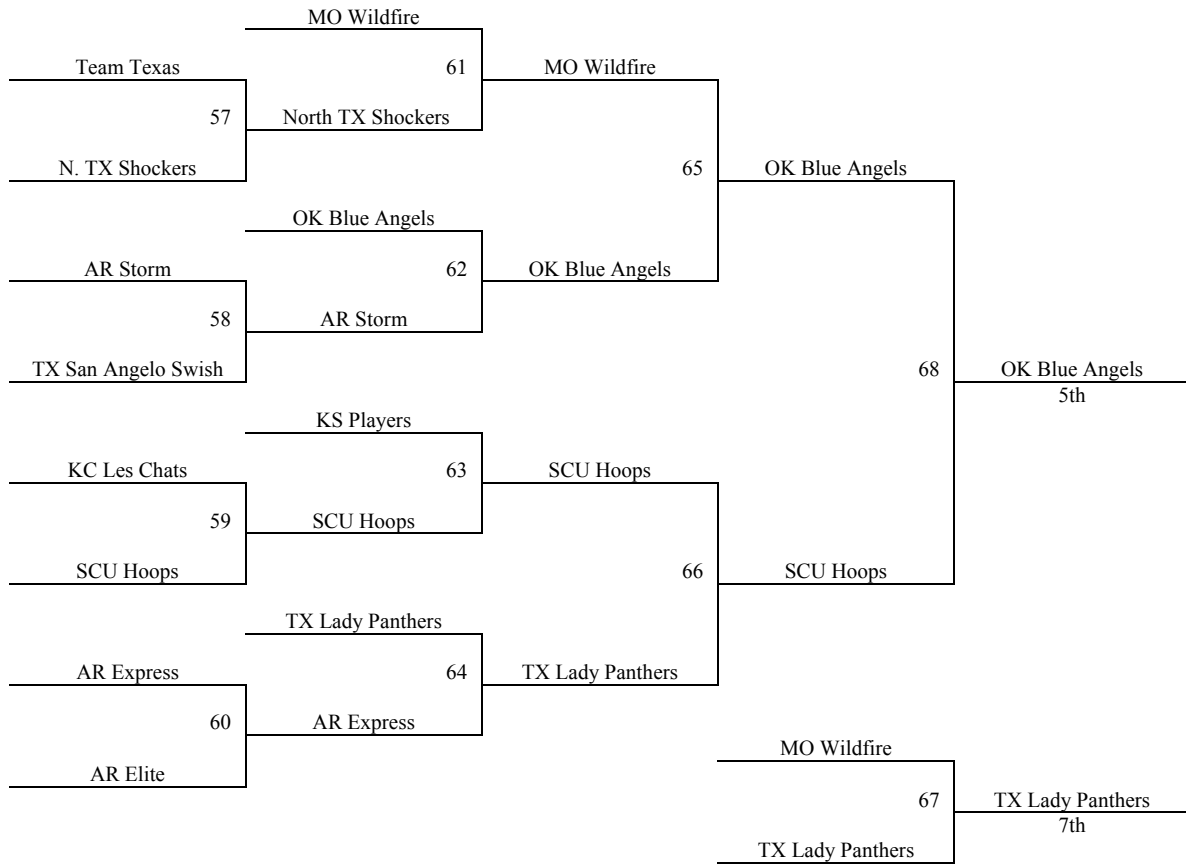 MO Wildfire
Team Texas
61
MO Wildfire
57
North TX Shockers
N. TX Shockers
65
OK Blue Angels
OK Blue Angels
AR Storm
62
OK Blue Angels
58
AR Storm
TX San Angelo Swish
68
OK Blue Angels
5th
KS Players
KC Les Chats
63
SCU Hoops
59
SCU Hoops
SCU Hoops
66
SCU Hoops
TX Lady Panthers
AR Express
64
TX Lady Panthers
60
AR Express
MO Wildfire
AR Elite
67
TX Lady Panthers
7th
TX Lady Panthers